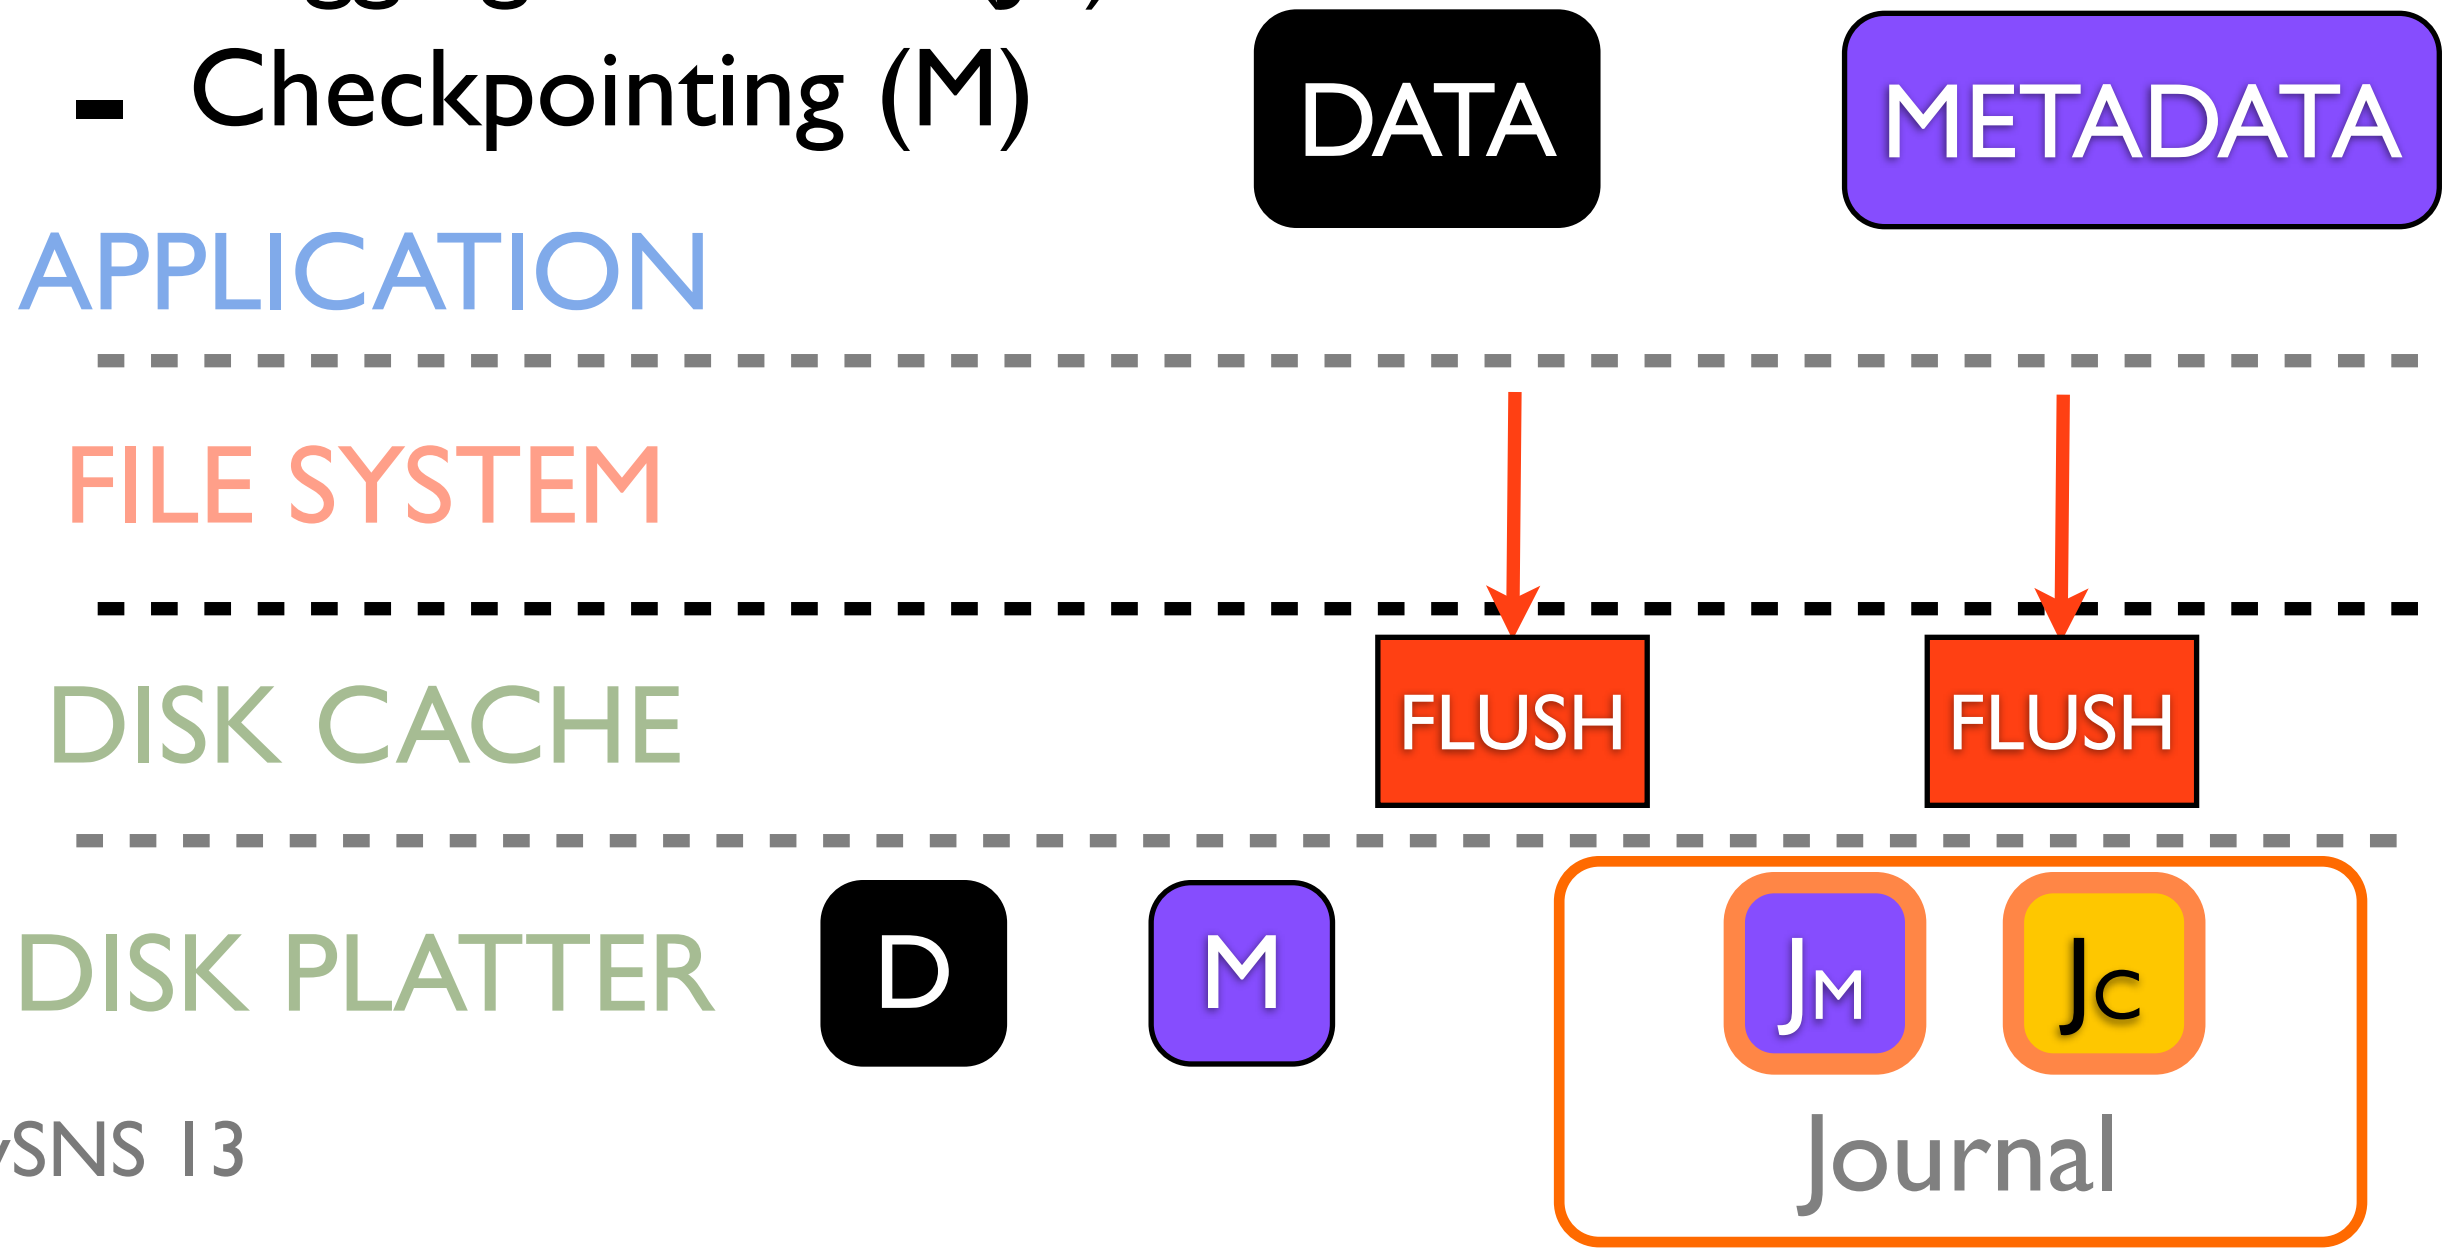 - Checkpointing (M)
DATA
METADATA
APPLICATION
FILE SYSTEM
DISK CACHE
FLUSH
FLUSH
DISK PLATTER
D
M
JM
JC
SNS 13
Journal